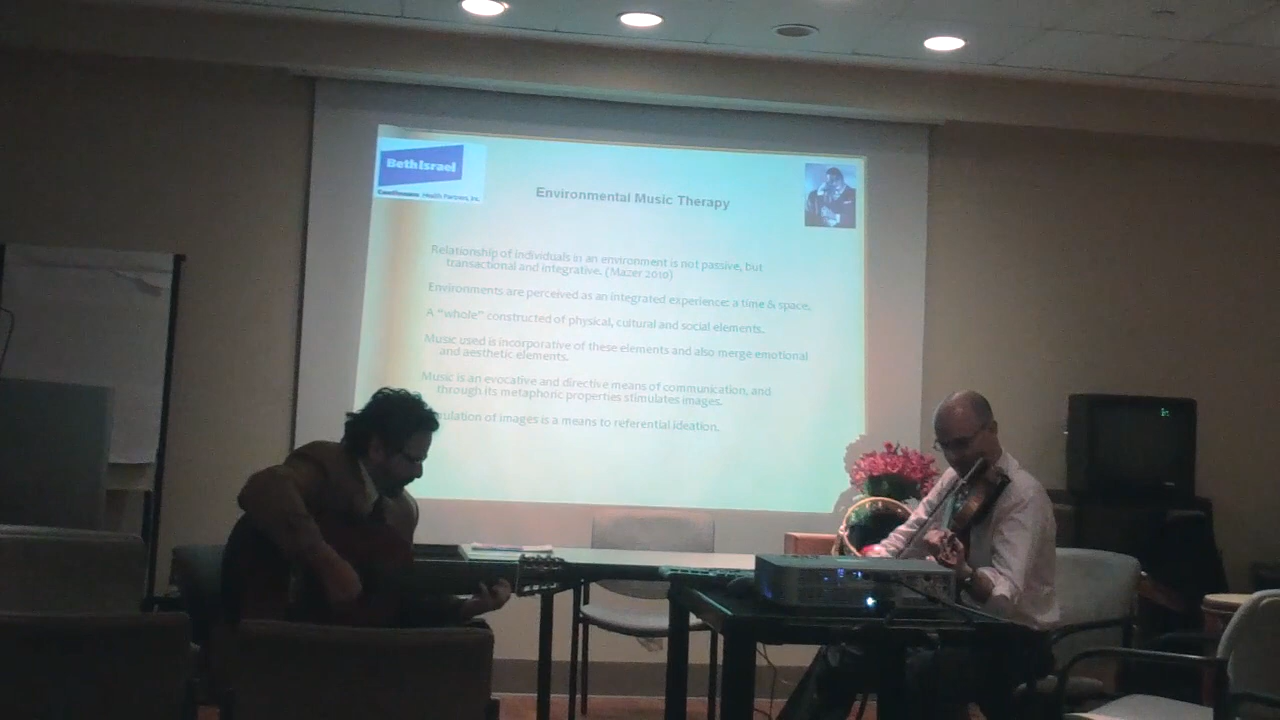 BethIsrael
Continuum Health Partners, Inc.
Environmental Music Therapy
Relationship of individuals in an environment is not passive, but
transactional and integrative. (Mazer 2010)
Environments are perceived as an integrated experience: a time & space.
A "whole" constructed of physical, cultural and social elements.
Music used is incorporative of these elements and also merge emotional
and aesthetic elements.
Music is an evocative and directive means of communication, and
through its metaphoric properties stimulates images.
of images is a means to referential ideation.